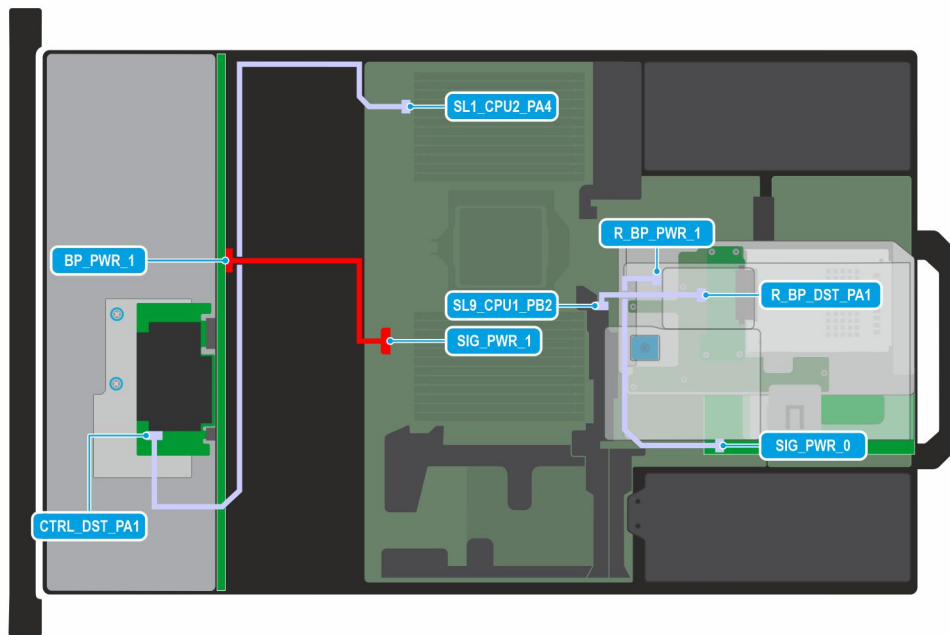 SL1_CPU2_PA4
R_BP_PWR_1
BP_PWR_1
R_BP_DST_PA1
SL9_CPU1_PB2
SIG_PWR_1
SIG_PWR_0
CTRL_DST_PA1